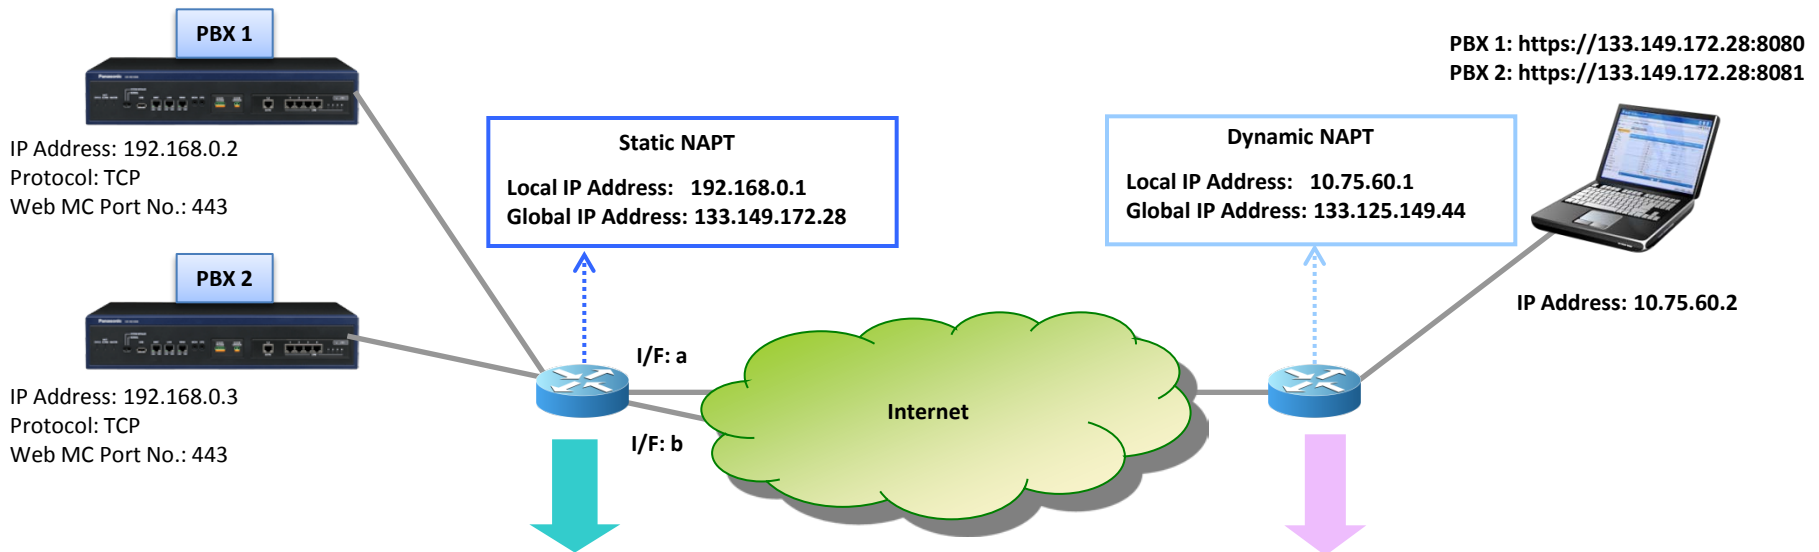 PBX 1
Panasonic
IP Address: 192.168.0.2
Protocol: TCP
Web MC Port No.: 443
PBX 2
Panasonic
IP Address: 192.168.0.3
Protocol: TCP
Web MC Port No.: 443
Static NAPT
Local IP Address: 192.168.0.1
Global IP Address: 133.149.172.28
I/F: a
I/F: b
Internet
Dynamic NAPT
Local IP Address: 10.75.60.1
Global IP Address: 133.125.149.44
PBX 1: https://133.149.172.28:8080
PBX 2: https://133.149.172.28:8081
IP Address: 10.75.60.2